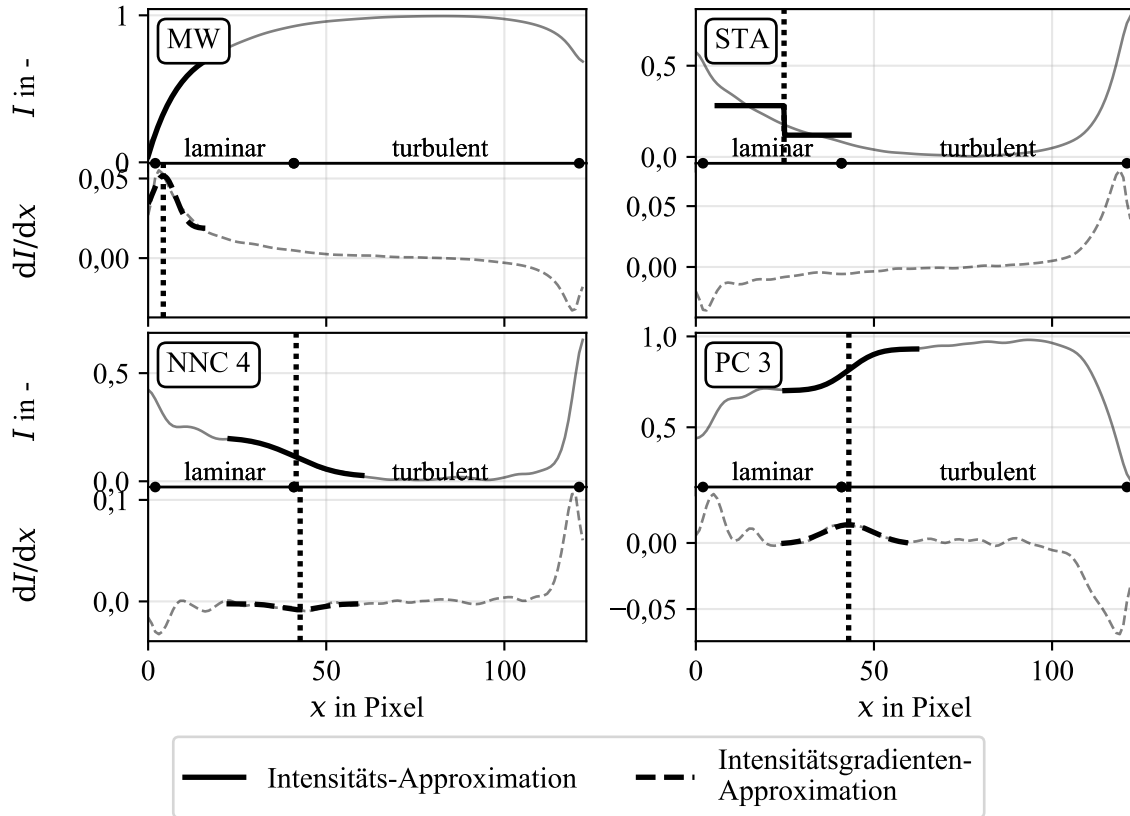 1
MW
I in -
0
laminar
turbulent
0,05
0,00
dI/dx
STA
0,5
0,0
laminar
turbulent
0,05
0,00
NNC 4
0,5
I in -
0,0
laminar
turbulent
0,1
0,0
dI/dx
0
50
100
x in Pixel
1,0
PC 3
0,5
laminar
turbulent
0,00
−0,05
0
50
100
x in Pixel
Intensitäts-Approximation
Intensitätsgradienten-
Approximation